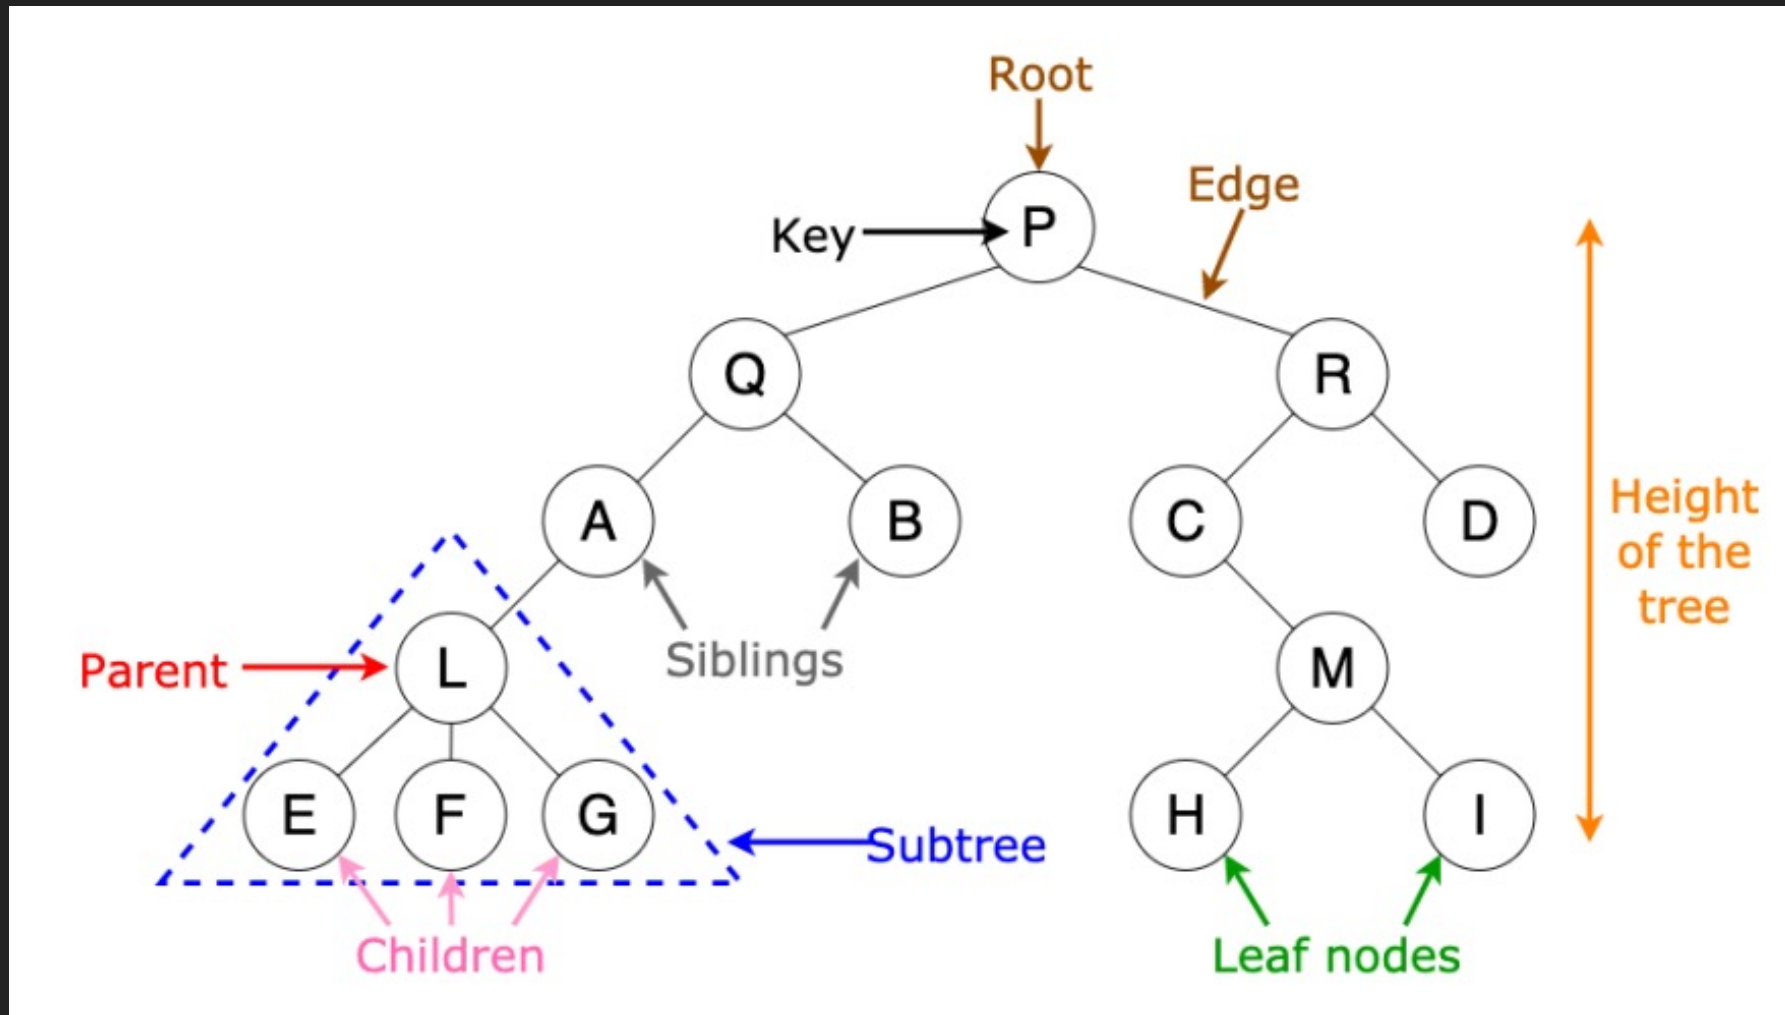 Root
Edge
Key
P
Q
R
A
B
C
D
Height
of the
tree
Parent
L
Siblings
M
E
F
G
H
I
Subtree
Children
Leaf nodes